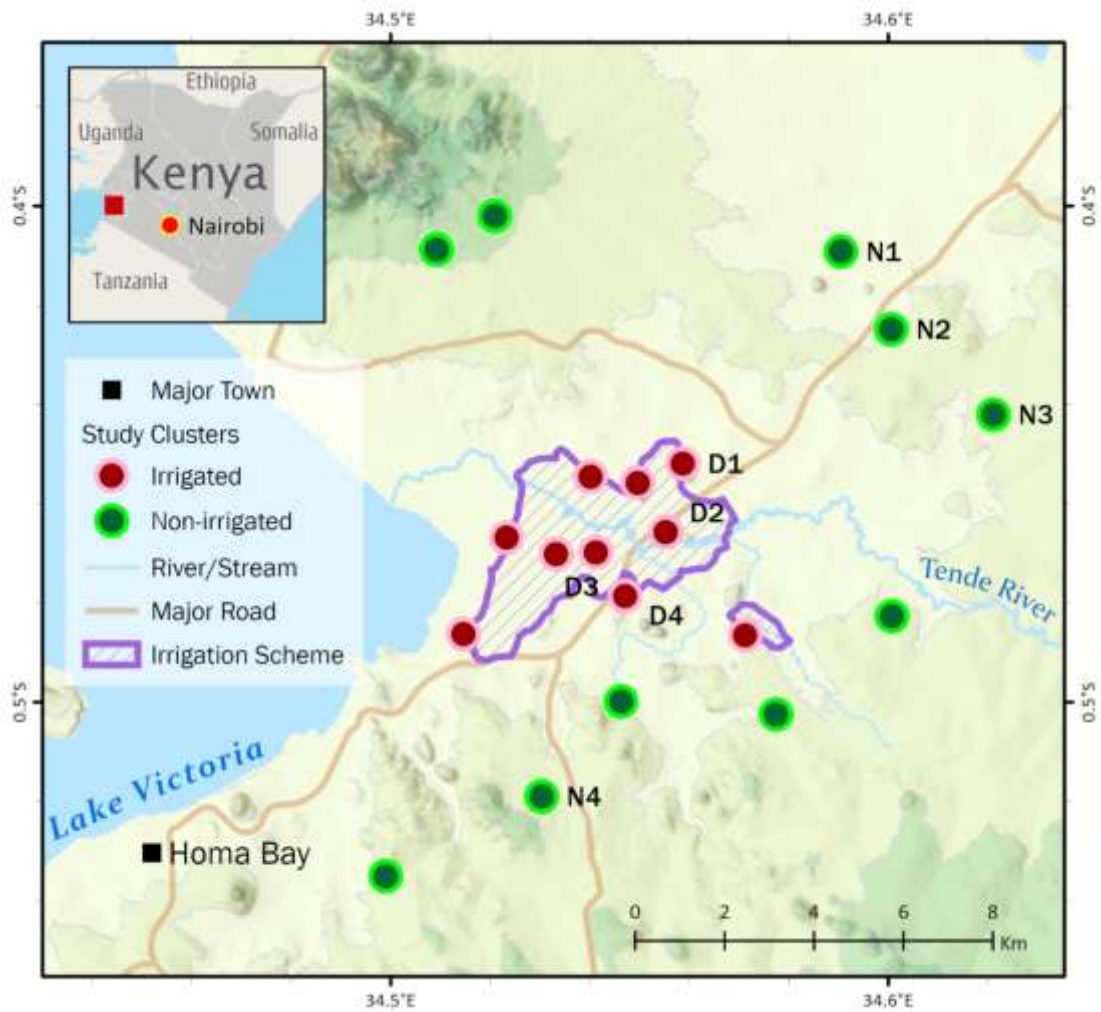 34.5°E
34.6°E
Ethiopia
Uganda
Somalia
Kenya
Nairobi
Tanzania
0.4°S
0.4°S
N1
N2
N3
Major Town
Study Clusters
Irrigated
Non-irrigated
River/Stream
Major Road
Irrigation Scheme
D1
D2
D3
D4
Tende River
0.5°S
0.5°S
Lake Victoria
N4
Homa Bay
0 2 4 6 8
Km
34.5°E
34.6°E